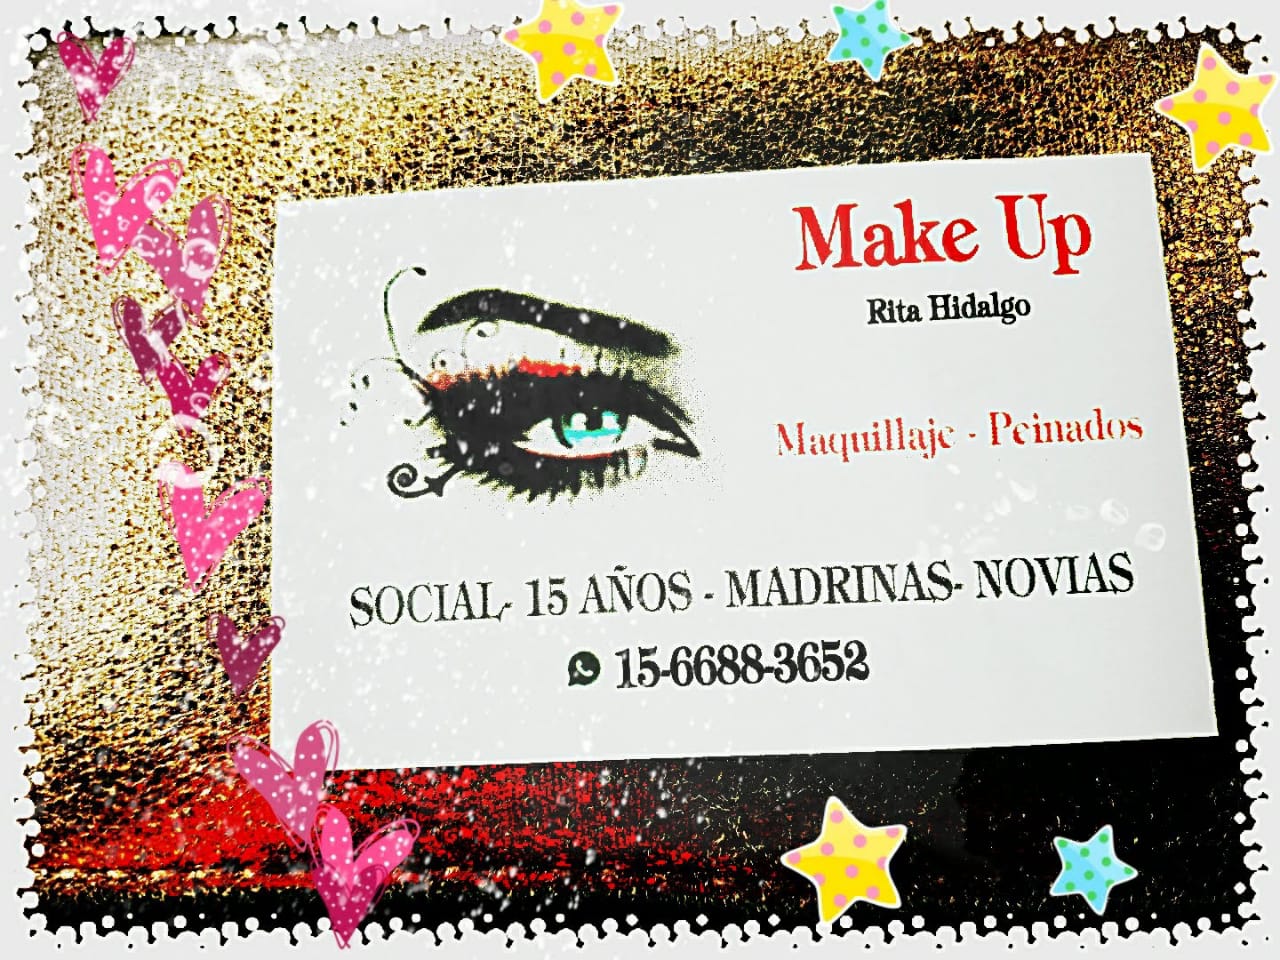 Make Up
Rita Hidalgo
Maquillaje - Peinados
SOCIAL- 15 AÑOS - MADRINAS- NOVIAS
15-6688-3652